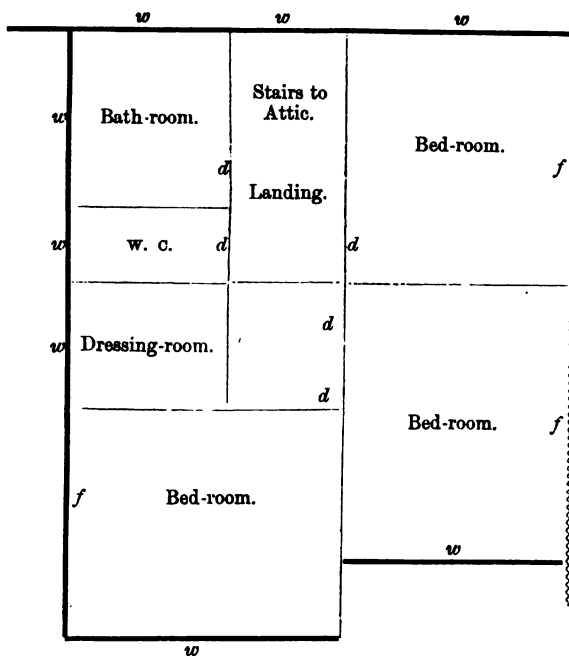 w w w
Stairs to
Attic.
w Bath-room.
Bed-room.
d f
Landing.
w W. C. d d
d
w Dressing-room.
d
Bed-room. f
f Bed-room.
w
w